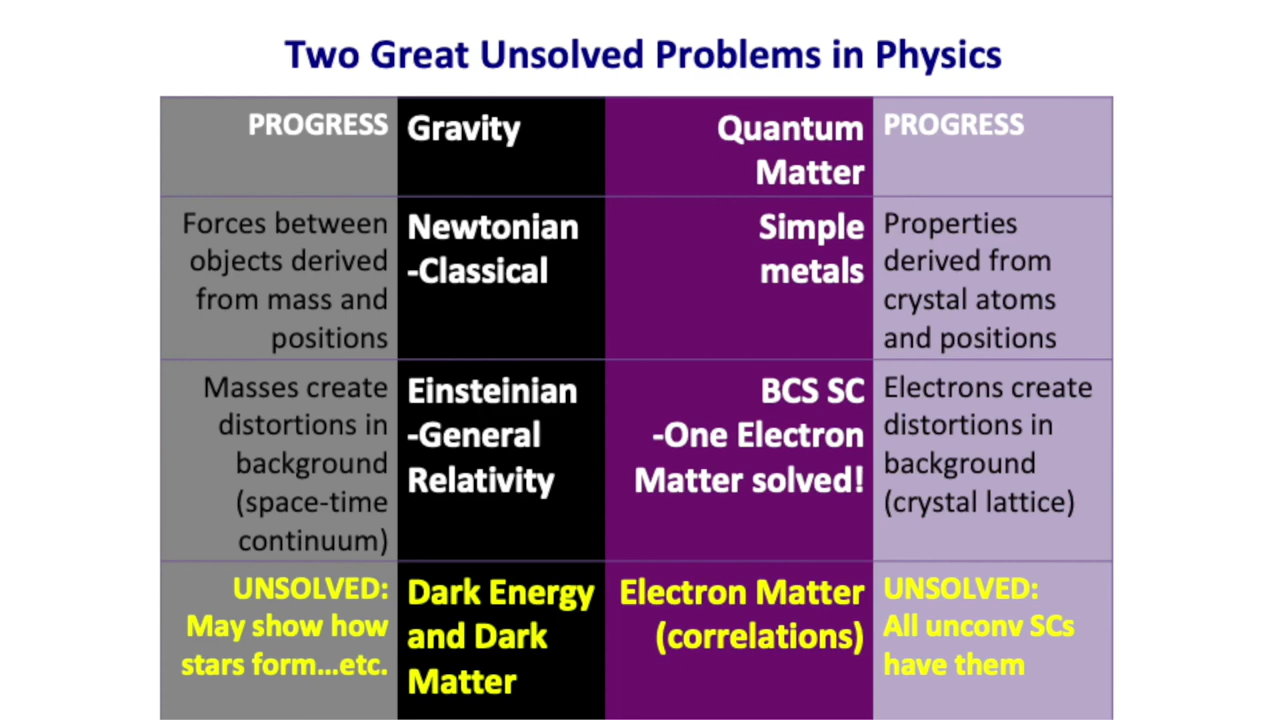 Two Great Unsolved Problems in Physics
PROGRESS
Gravity
Quantum
Matter
PROGRESS
Forces between
objects derived
from mass and
positions
Newtonian
-Classical
Simple
metals
Properties
derived from
crystal atoms
and positions
Masses create
distortions in
background
(space-time
continuum)
Einsteinian
-General
Relativity
BCS SC
-One Electron
Matter solved!
Electrons create
distortions in
background
(crystal lattice)
UNSOLVED:
May show how
stars form...etc.
Dark Energy
and Dark
Matter
Electron Matter
(correlations)
UNSOLVED:
All unconv SCs
have them